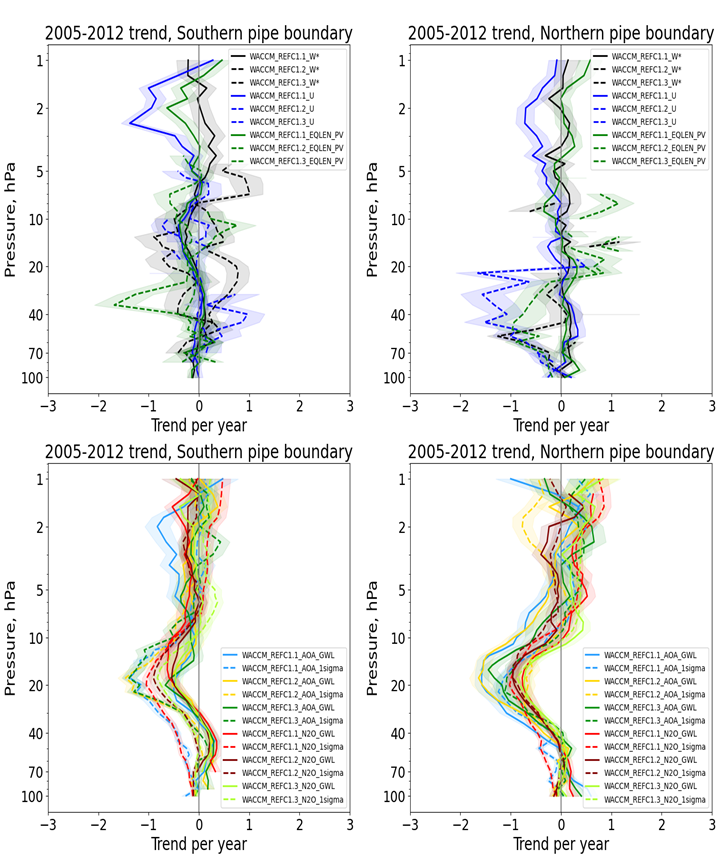 2005-2012 trend, Southern pipe boundary
Pressure, hPa
1
2
5
10
20
40
70
100
WACCM_REFC1.1_W*
WACCM_REFC1.2_W*
WACCM_REFC1.3_W*
WACCM_REFC1.1_U
WACCM_REFC1.2_U
WACCM_REFC1.3_U
WACCM_REFC1.1_EQLEN_PV
WACCM_REFC1.2_EQLEN_PV
WACCM_REFC1.3_EQLEN_PV
−3 −2 −1 0 1 2 3
Trend per year
2005-2012 trend, Northern pipe boundary
Pressure, hPa
1
2
5
10
20
40
70
100
WACCM_REFC1.1_W*
WACCM_REFC1.2_W*
WACCM_REFC1.3_W*
WACCM_REFC1.1_U
WACCM_REFC1.2_U
WACCM_REFC1.3_U
WACCM_REFC1.1_EQLEN_PV
WACCM_REFC1.2_EQLEN_PV
WACCM_REFC1.3_EQLEN_PV
−3 −2 −1 0 1 2 3
Trend per year
2005-2012 trend, Southern pipe boundary
Pressure, hPa
1
2
5
10
20
40
70
100
WACCM_REFC1.1_AOA_GWL
WACCM_REFC1.1_AOA_1sigma
WACCM_REFC1.2_AOA_GWL
WACCM_REFC1.2_AOA_1sigma
WACCM_REFC1.3_AOA_GWL
WACCM_REFC1.3_AOA_1sigma
WACCM_REFC1.1_N2O_GWL
WACCM_REFC1.1_N2O_1sigma
WACCM_REFC1.2_N2O_GWL
WACCM_REFC1.2_N2O_1sigma
WACCM_REFC1.3_N2O_GWL
WACCM_REFC1.3_N2O_1sigma
−3 −2 −1 0 1 2 3
Trend per year
2005-2012 trend, Northern pipe boundary
Pressure, hPa
1
2
5
10
20
40
70
100
WACCM_REFC1.1_AOA_GWL
WACCM_REFC1.1_AOA_1sigma
WACCM_REFC1.2_AOA_GWL
WACCM_REFC1.2_AOA_1sigma
WACCM_REFC1.3_AOA_GWL
WACCM_REFC1.3_AOA_1sigma
WACCM_REFC1.1_N2O_GWL
WACCM_REFC1.1_N2O_1sigma
WACCM_REFC1.2_N2O_GWL
WACCM_REFC1.2_N2O_1sigma
WACCM_REFC1.3_N2O_GWL
WACCM_REFC1.3_N2O_1sigma
−3 −2 −1 0 1 2 3
Trend per year